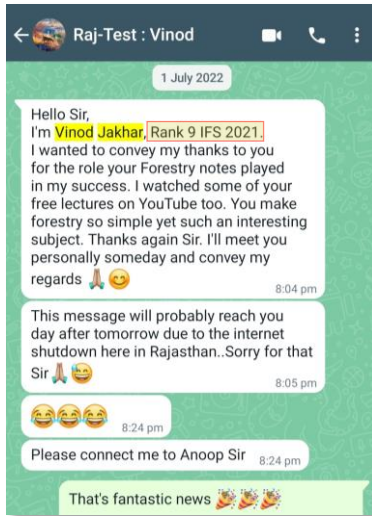 Raj-Test : Vinod
1 July 2022
Hello Sir,
I'm Vinod Jakhar, Rank 9 IFS 2021.
I wanted to convey my thanks to you
for the role your Forestry notes played
in my success. I watched some of your
free lectures on YouTube too. You make
forestry so simple yet such an interesting
subject. Thanks again Sir. I'll meet you
personally someday and convey my
regards 🙏😊
8:04 pm
This message will probably reach you
day after tomorrow due to the internet
shutdown here in Rajasthan..Sorry for that
Sir🙏😅
8:05 pm
😂😂😂 8:24 pm
Please connect me to Anoop Sir 8:24 pm
That's fantastic news 🎉🎉🎉